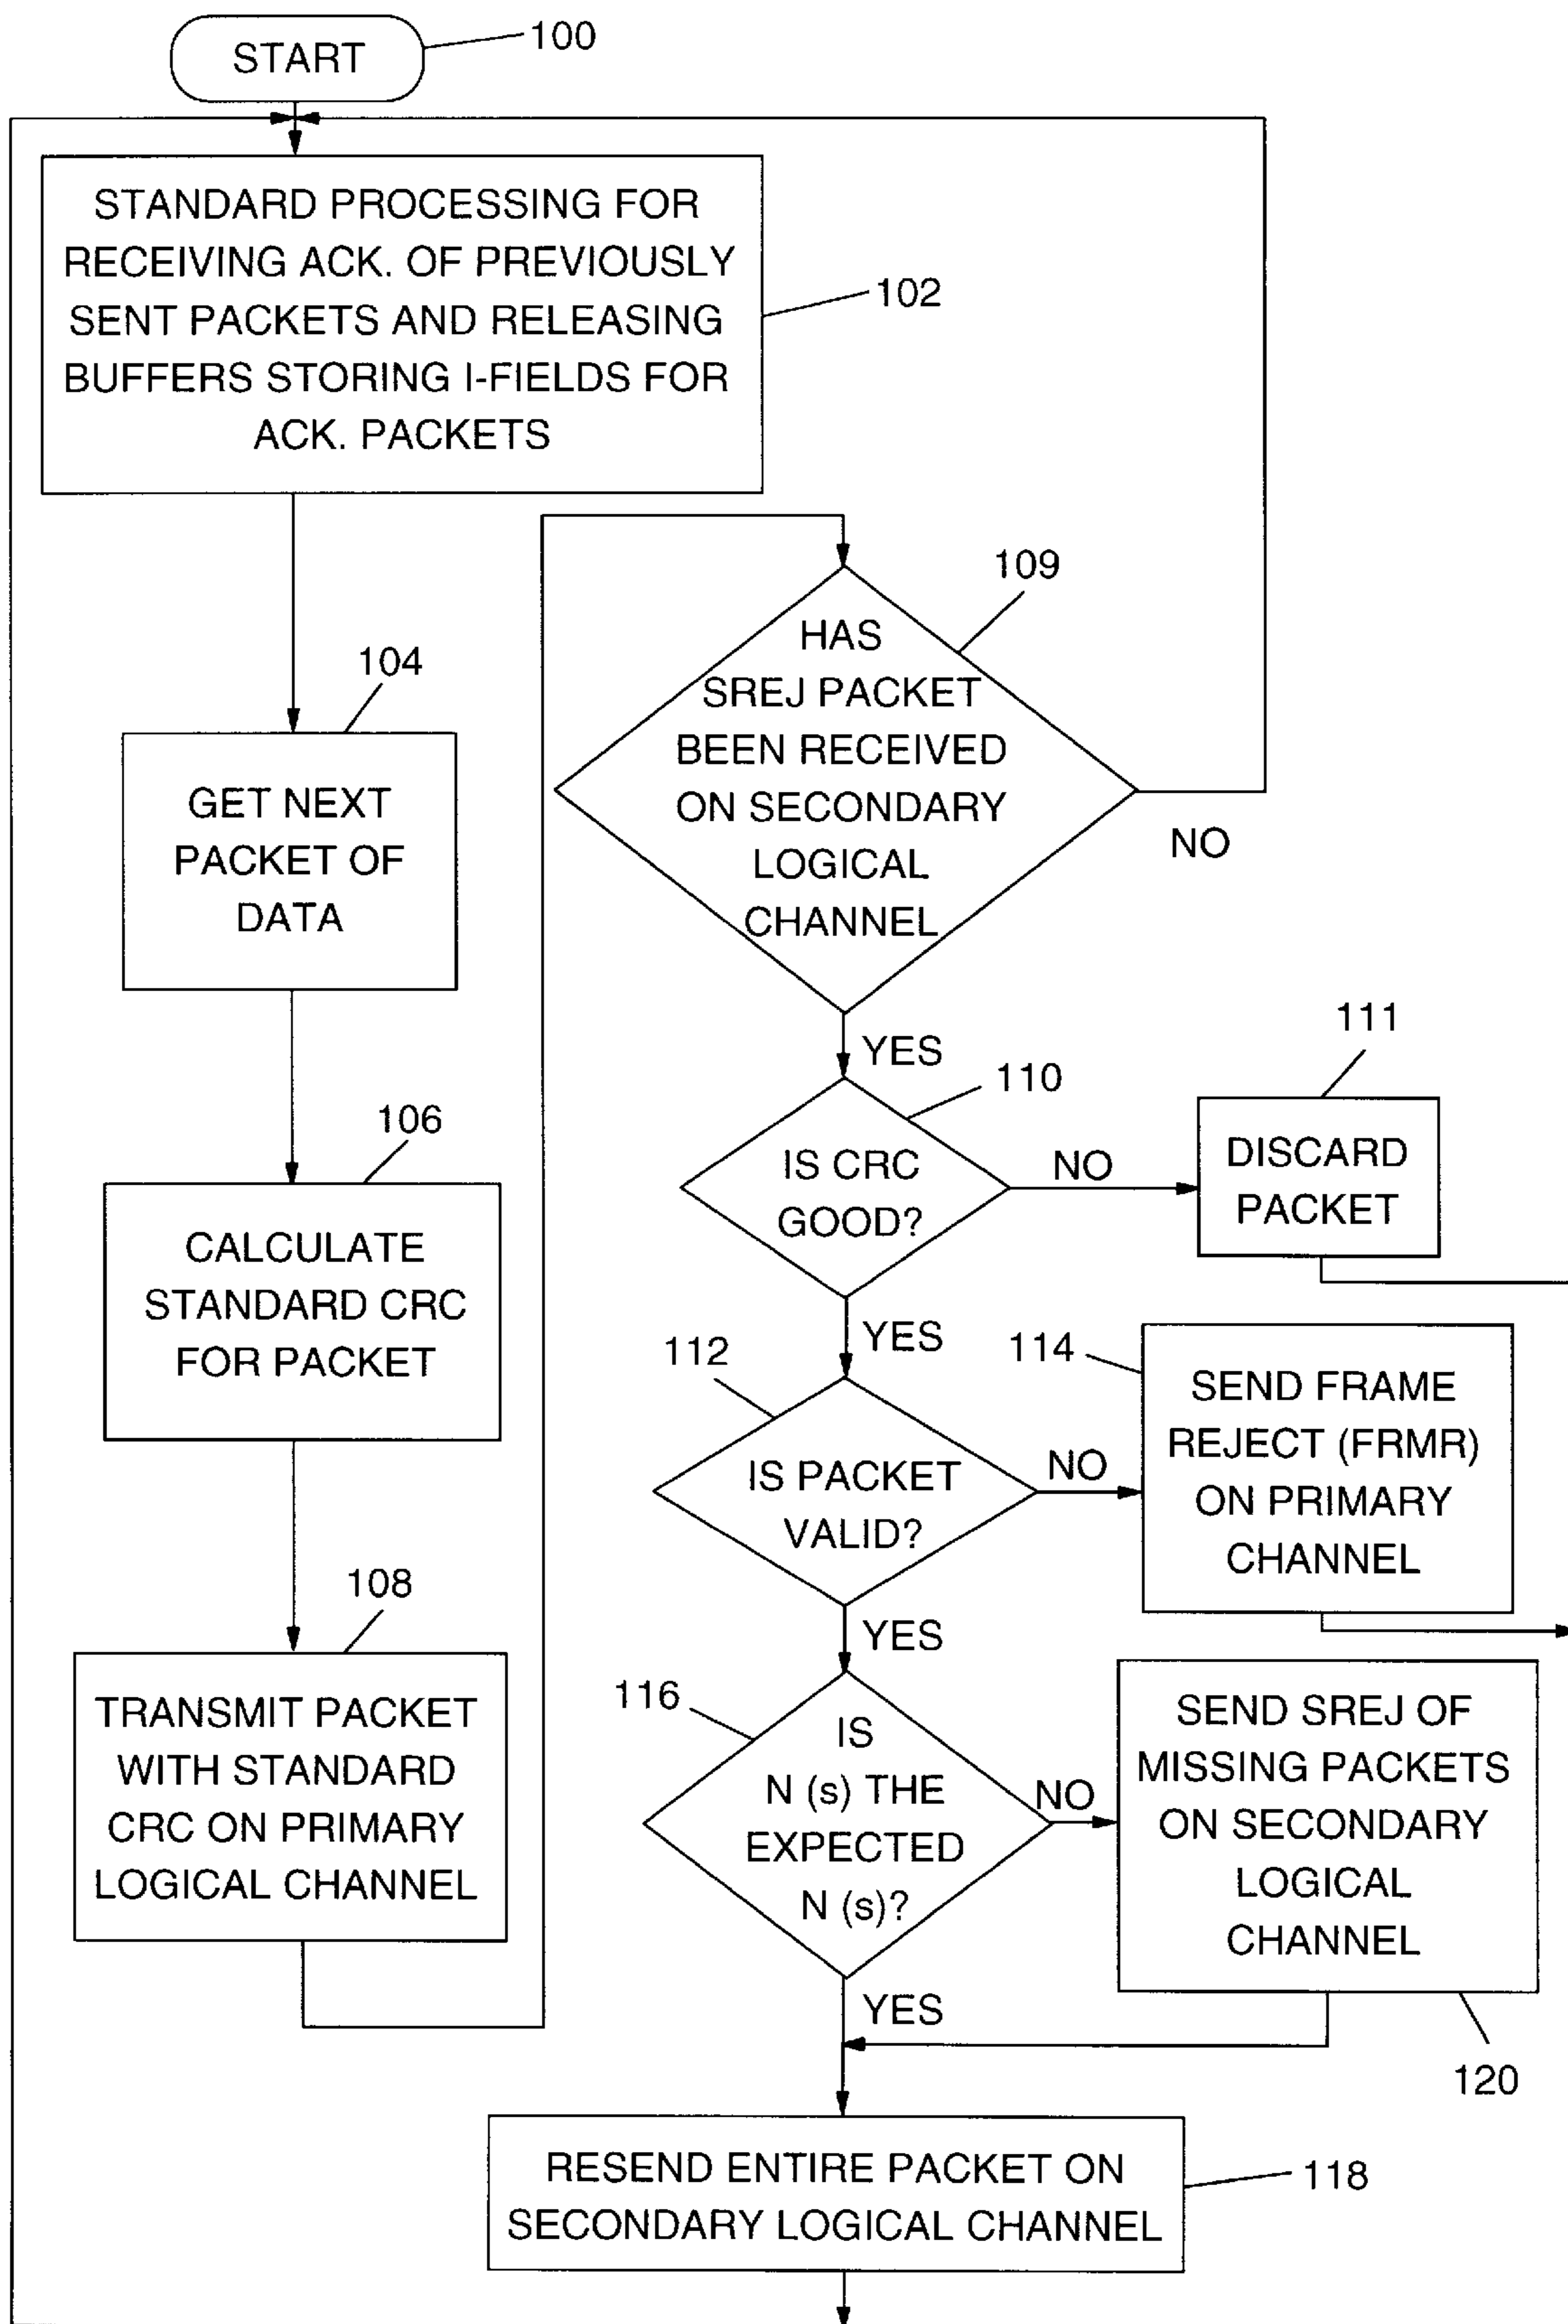 START
100
STANDARD PROCESSING FOR
RECEIVING ACK. OF PREVIOUSLY
SENT PACKETS AND RELEASING
BUFFERS STORING I-FIELDS FOR
ACK. PACKETS
102
104
GET NEXT
PACKET OF
DATA
106
CALCULATE
STANDARD CRC
FOR PACKET
108
TRANSMIT PACKET
WITH STANDARD
CRC ON PRIMARY
LOGICAL CHANNEL
109
HAS
SREJ PACKET
BEEN RECEIVED
ON SECONDARY
LOGICAL
CHANNEL
NO
YES
110
IS CRC
GOOD?
NO
111
DISCARD
PACKET
YES
112
IS PACKET
VALID?
NO
114
SEND FRAME
REJECT (FRMR)
ON PRIMARY
CHANNEL
YES
116
IS
N (s) THE
EXPECTED
N (s)?
NO
SEND SREJ OF
MISSING PACKETS
ON SECONDARY
LOGICAL
CHANNEL
120
YES
RESEND ENTIRE PACKET ON
SECONDARY LOGICAL CHANNEL
118